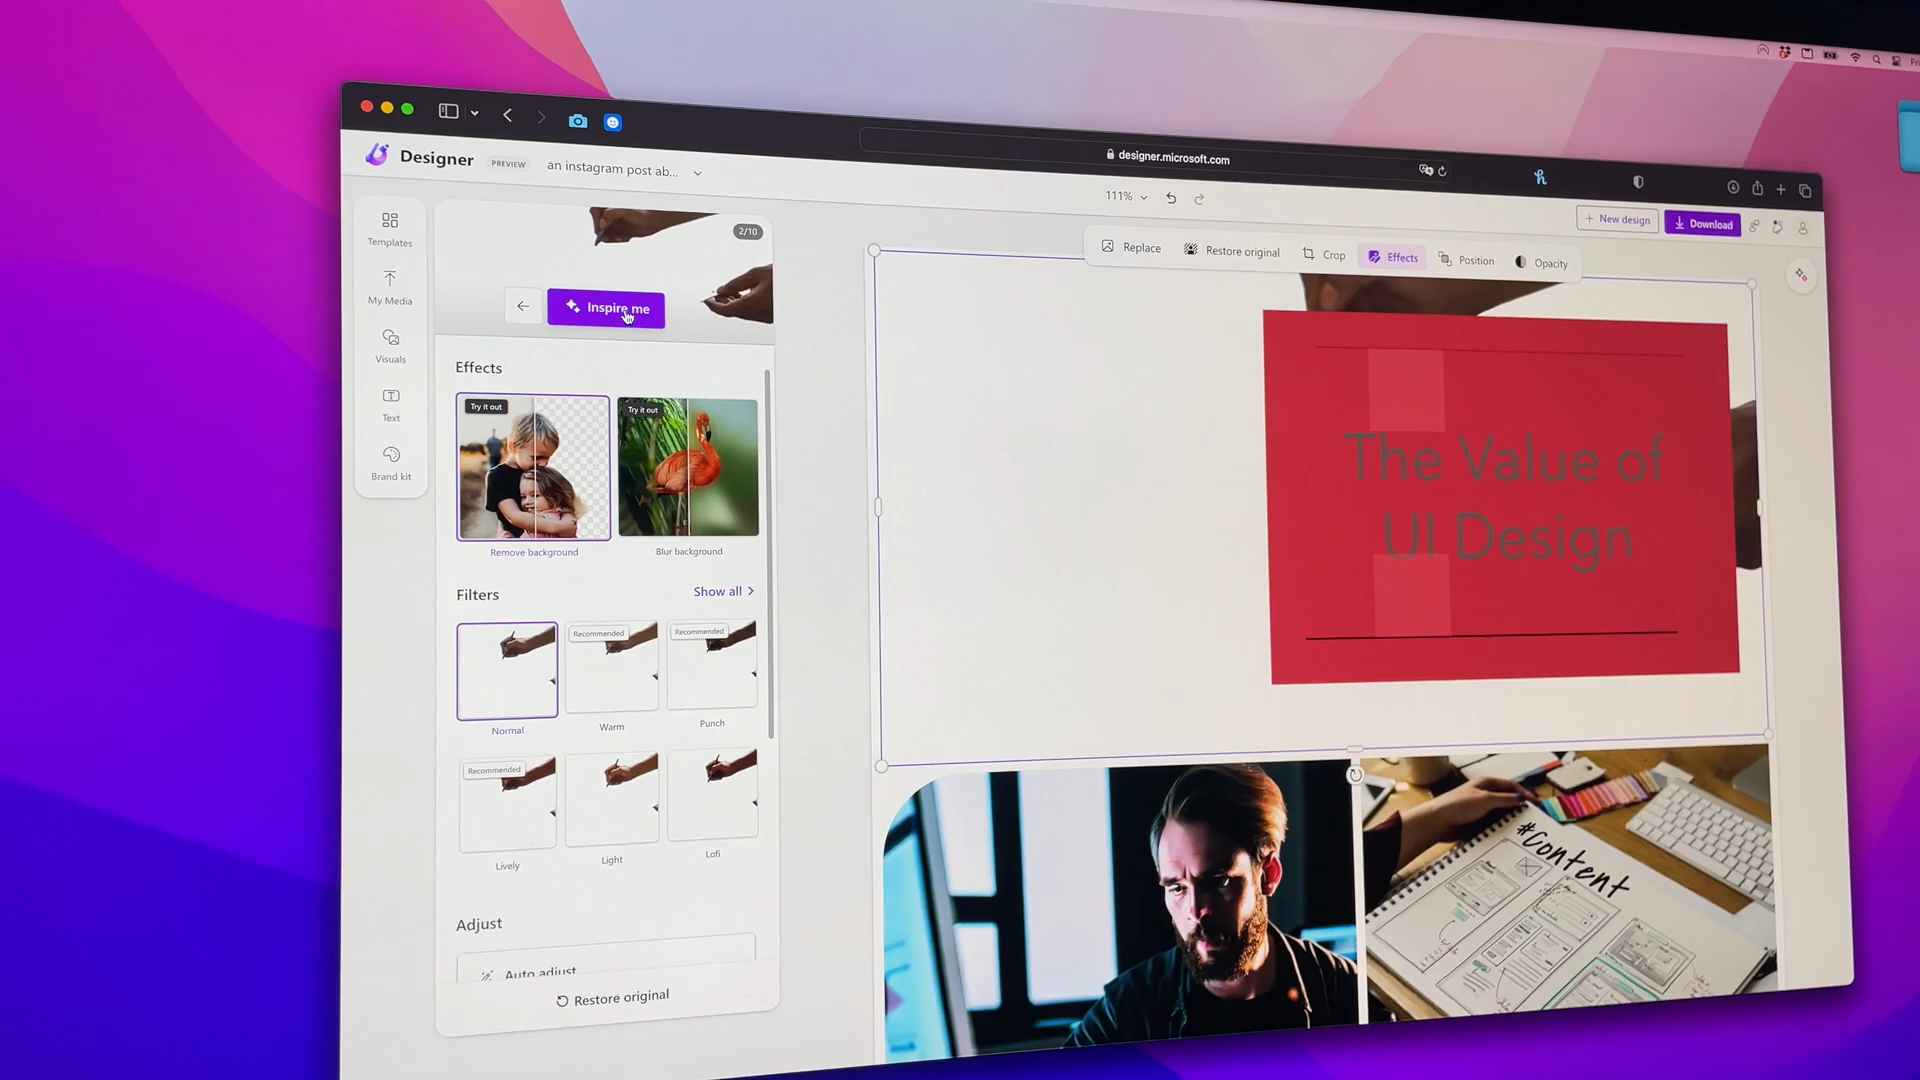 Fri
designer.microsoft.com
Designer
PREVIEW
an instagram post ab...
111%
New design
Download
Templates
My Media
Visuals
Text
Brand kit
2/10
Inspire me
Replace
Restore original
Crop
Effects
Position
Opacity
Effects
Try it out
Try it out
Remove background
Blur background
Filters
Show all
Recommended
Recommended
Normal
Warm
Punch
Recommended
Lively
Light
Lofi
Adjust
Auto adjust
Restore original
The Value of
UI Design
#Content